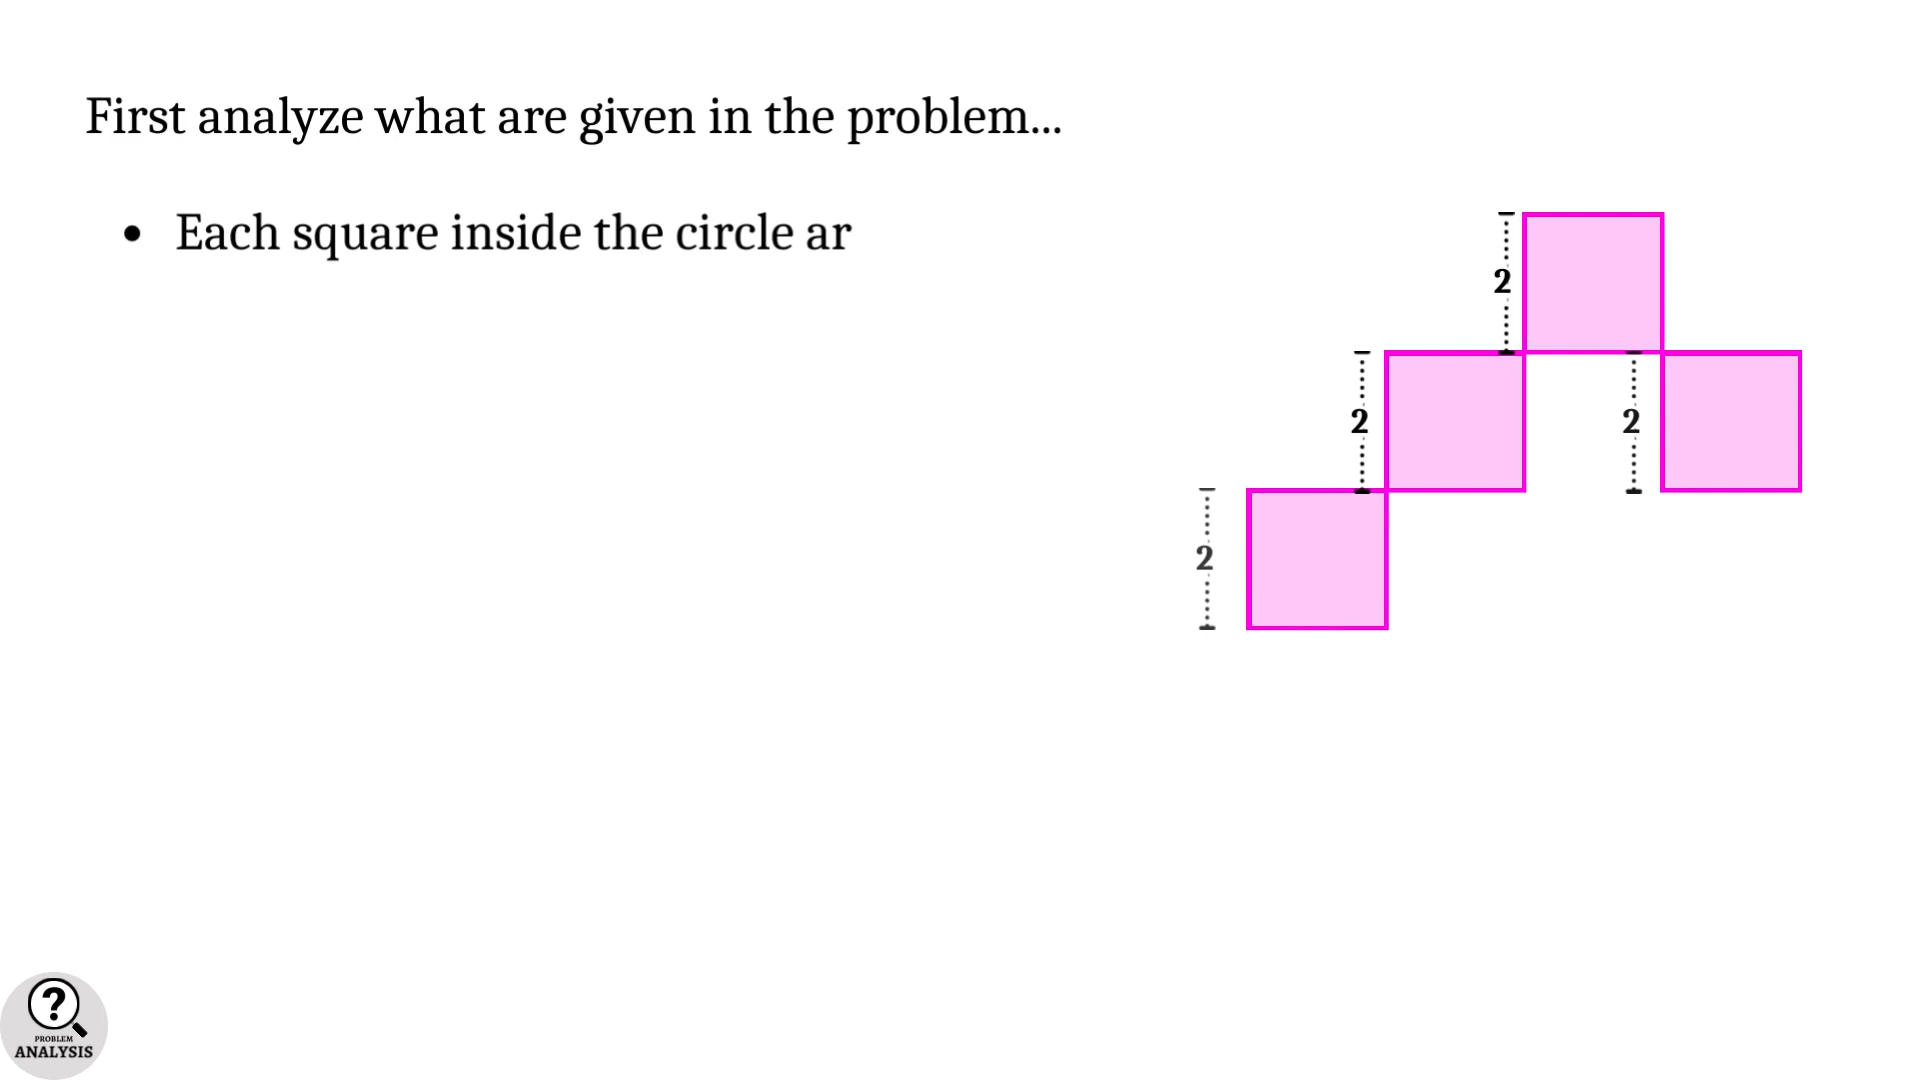 First analyze what are given in the problem...
• Each square inside the circle ar
2
2
2
2
?
PROBLEM
ANALYSIS